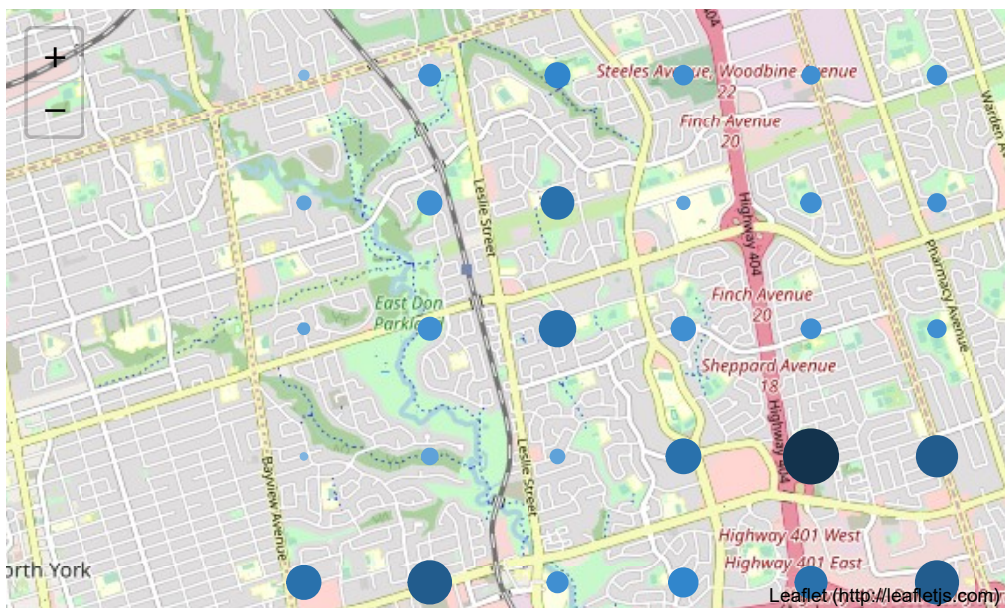 +
−
404
Steeles Avenue, Woodbine Avenue
22
Finch Avenue
20
Warden A
Leslie Street
Highway 404
Pharmacy Avenue
East Don
Finch Avenue
20
Sheppard Avenue
18
Highway 404
Bayview Avenue
Leslie Street
Highway 401 West
Highway 401 East
orth York
Leaflet (http://leafletjs.com)